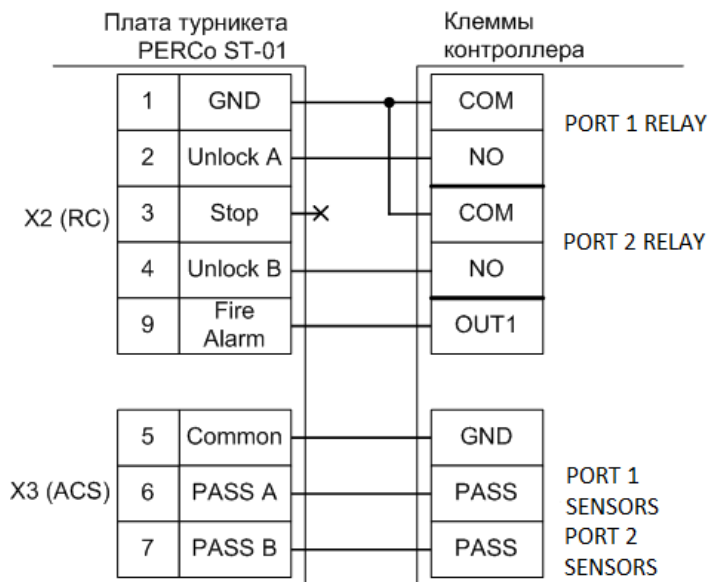 Плата турникета
PERCo ST-01
Клеммы
контроллера
X2 (RC)
1 GND COM
2 Unlock A NO
PORT 1 RELAY
3 Stop COM
4 Unlock B NO
PORT 2 RELAY
9 Fire
Alarm OUT1
X3 (ACS)
5 Common GND
6 PASS A PASS
PORT 1
SENSORS
7 PASS B PASS
PORT 2
SENSORS